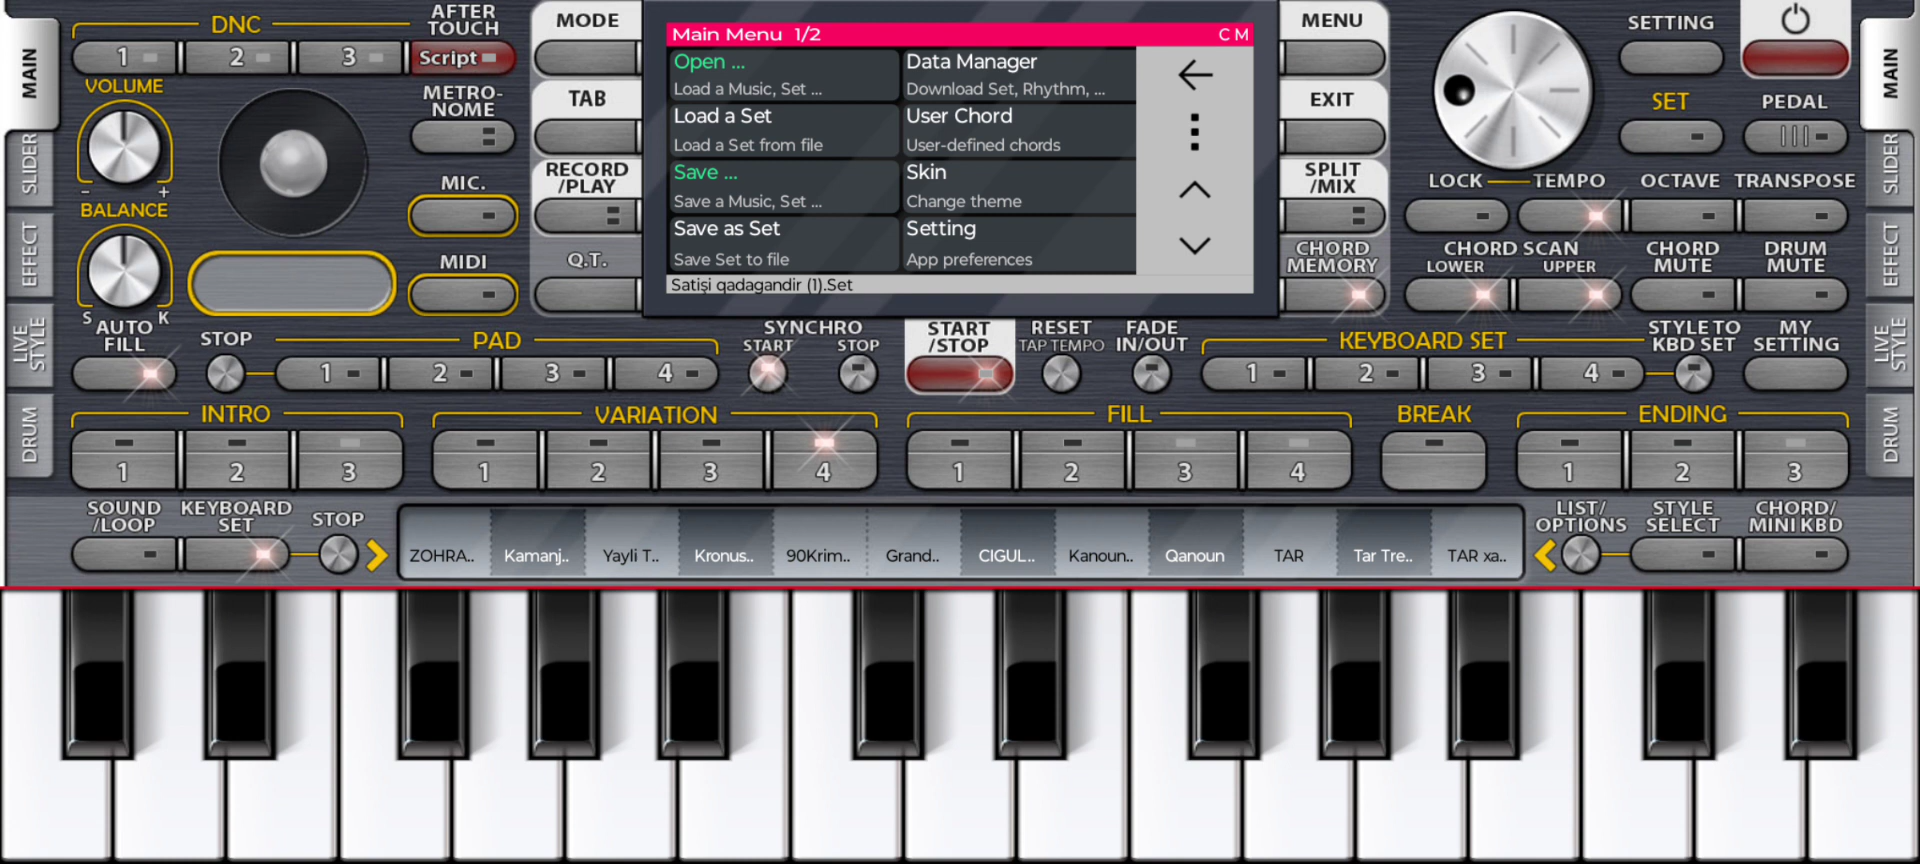 DNC
AFTER
TOUCH
1
2
3
Script
VOLUME
METRO-
NOME
- +
MIC.
BALANCE
MIDI
S K
MAIN
SLIDER
EFFECT
LIVE
STYLE
DRUM
MODE
TAB
RECORD
/PLAY
Q.T.
Main Menu 1/2
C M
Open ...
Load a Music, Set ...
Data Manager
Download Set, Rhythm, ...
Load a Set
Load a Set from file
User Chord
User-defined chords
Save ...
Save a Music, Set ...
Skin
Change theme
Save as Set
Save Set to file
Setting
App preferences
Satişi qadagandir (1).Set
MENU
EXIT
SPLIT
/MIX
CHORD
MEMORY
SETTING
SET
PEDAL
LOCK
TEMPO
OCTAVE
TRANSPOSE
CHORD SCAN
LOWER
UPPER
CHORD
MUTE
DRUM
MUTE
MAIN
SLIDER
EFFECT
LIVE
STYLE
DRUM
AUTO
FILL
STOP
PAD
1
2
3
4
SYNCHRO
START
STOP
START
/STOP
RESET
TAP TEMPO
FADE
IN/OUT
KEYBOARD SET
1
2
3
4
STYLE TO
KBD SET
MY
SETTING
INTRO
1
2
3
VARIATION
1
2
3
4
FILL
1
2
3
4
BREAK
ENDING
1
2
3
SOUND
/LOOP
KEYBOARD
SET
STOP
ZOHRA..
Kamanj..
Yayli T..
Kronus..
90Krim..
Grand..
CIGUL..
Kanoun..
Qanoun
TAR
Tar Tre..
TAR xa..
LIST/
OPTIONS
STYLE
SELECT
CHORD/
MINI KBD